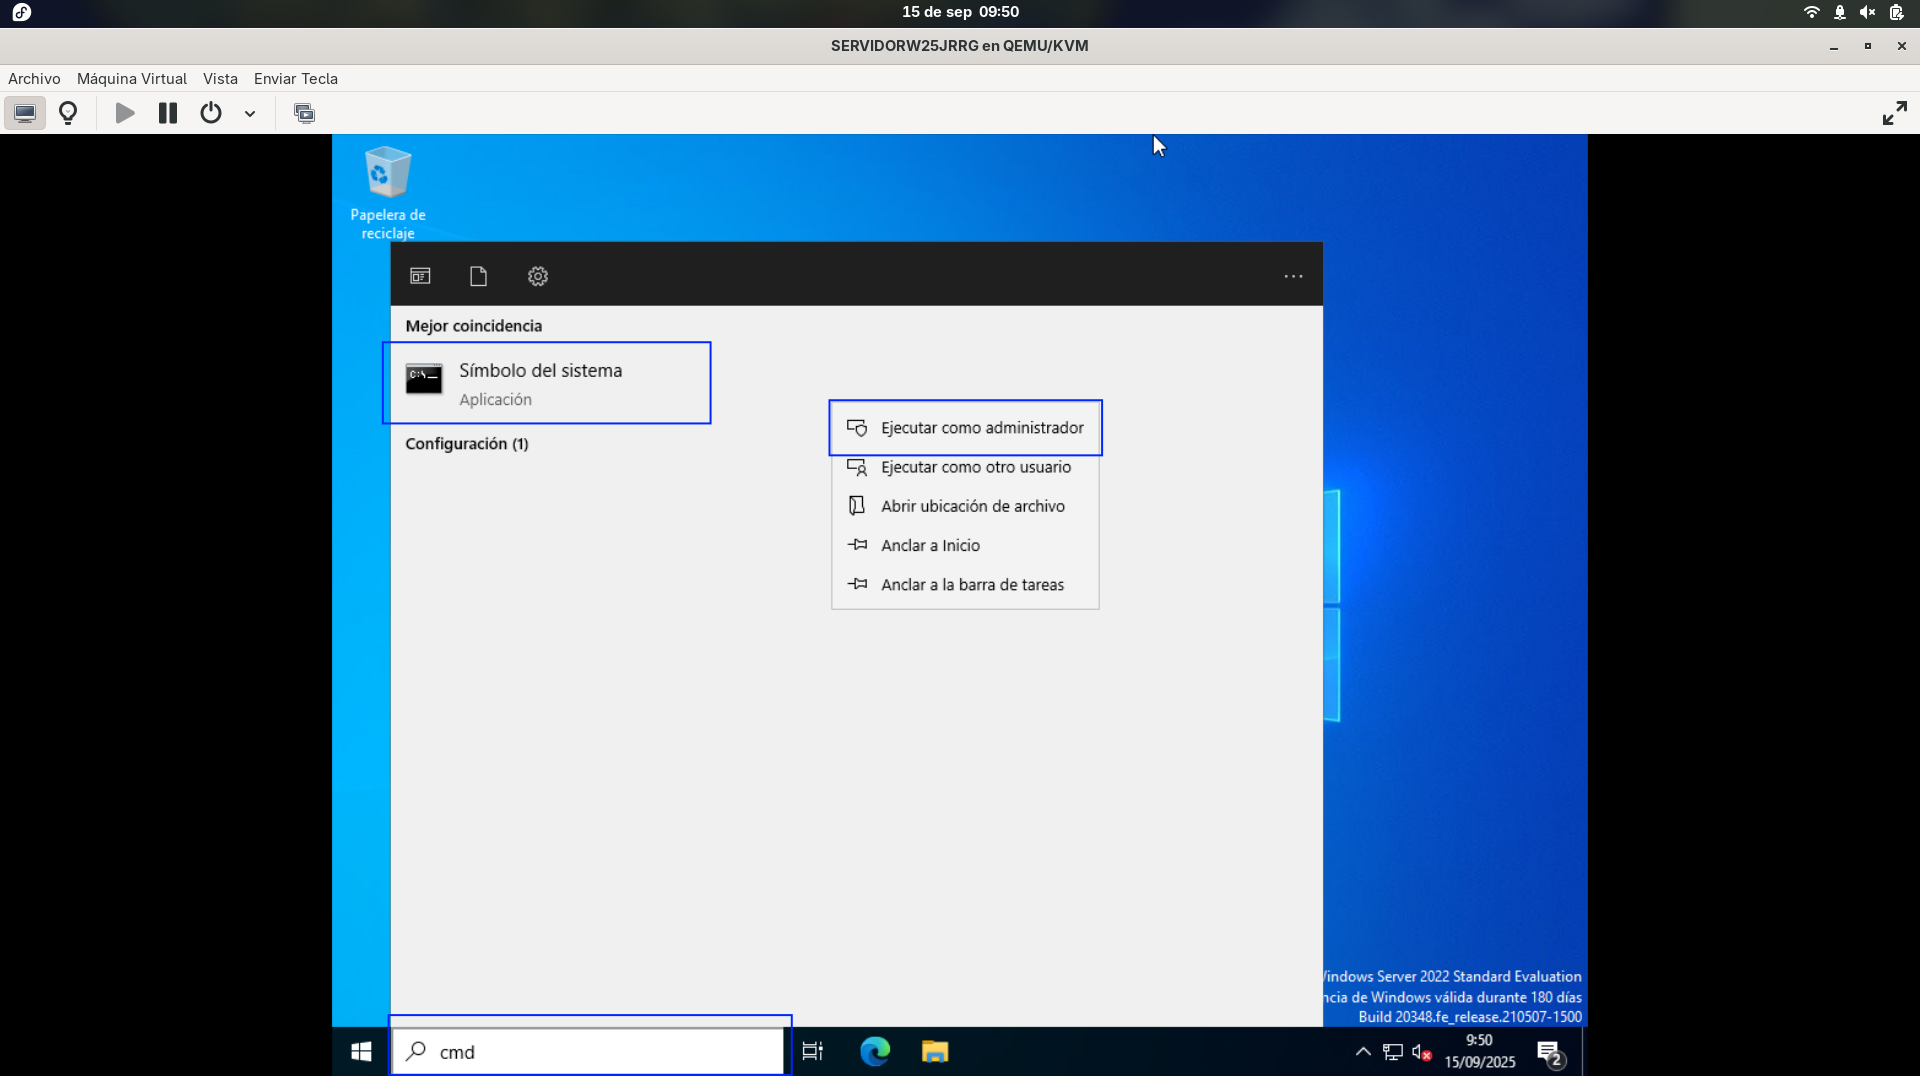 15 de sep 09:50
SERVIDORW25JRRG en QEMU/KVM
Archivo Máquina Virtual Vista Enviar Tecla
Papelera de
reciclaje
Mejor coincidencia
Símbolo del sistema
Aplicación
Configuración (1)
Ejecutar como administrador
Ejecutar como otro usuario
Abrir ubicación de archivo
Anclar a Inicio
Anclar a la barra de tareas
Windows Server 2022 Standard Evaluation
ncia de Windows válida durante 180 días
Build 20348.fe_release.210507-1500
cmd
9:50
15/09/2025
2